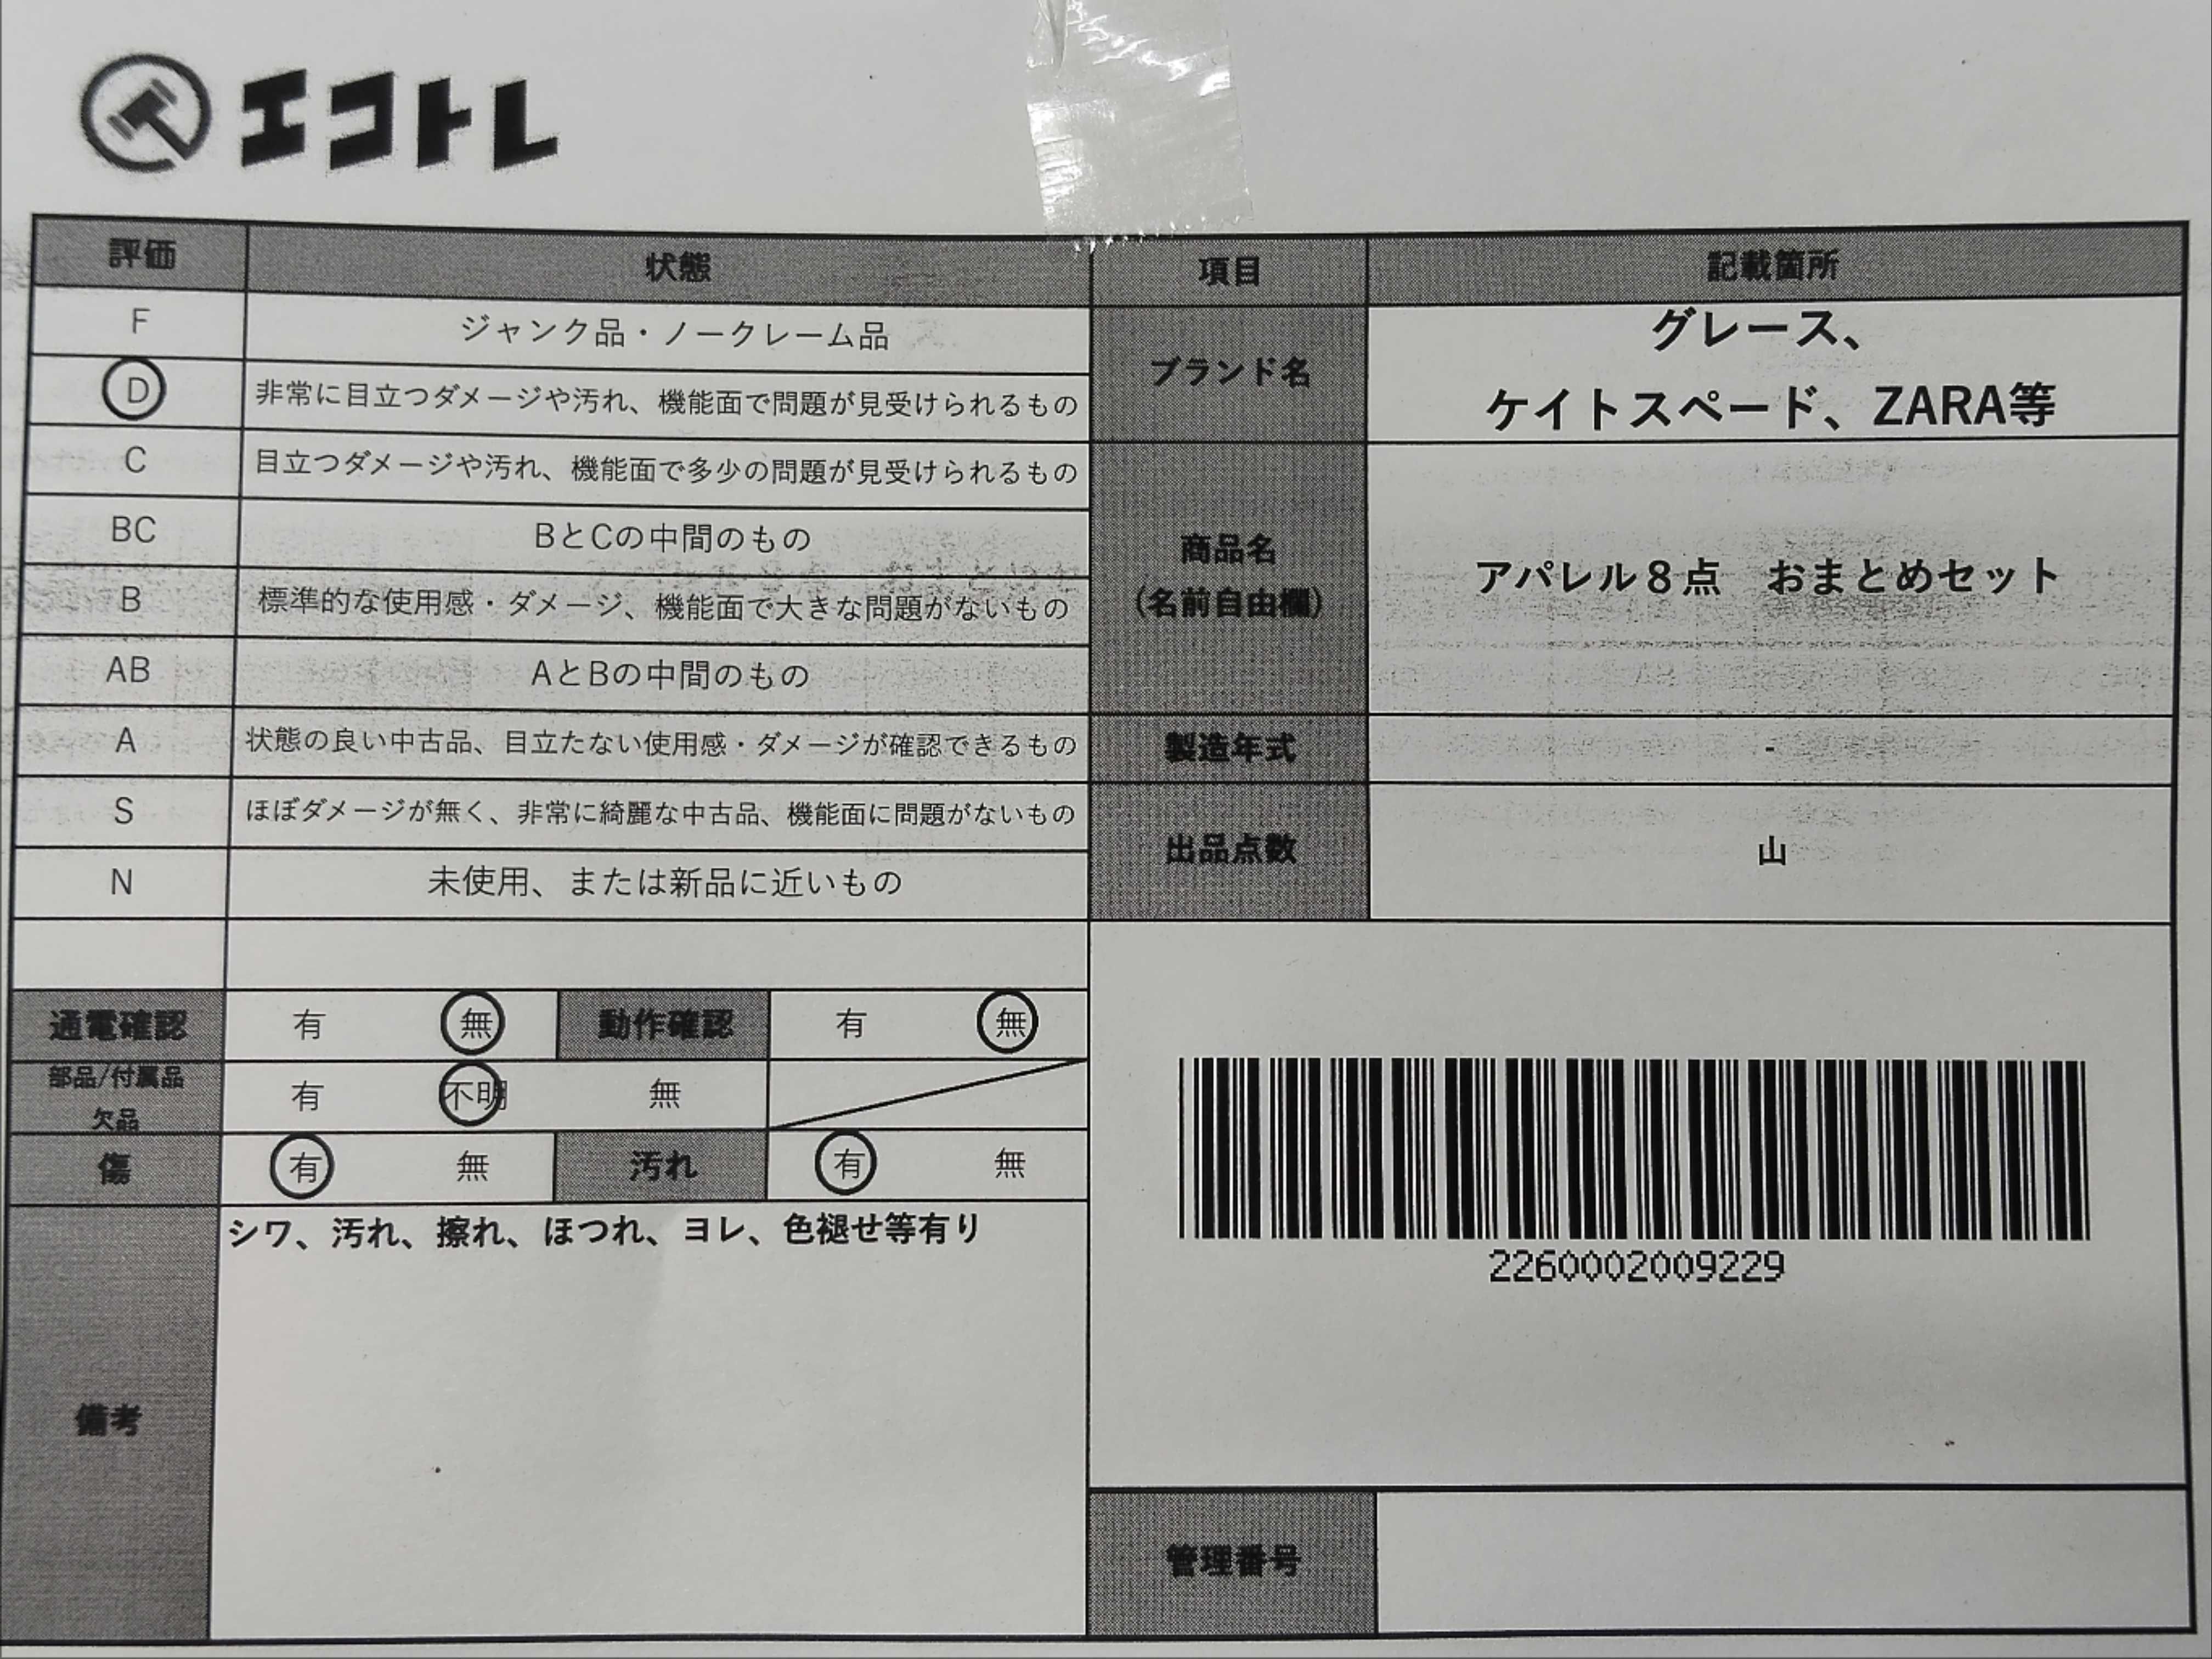 エコトレ
評価 状態
F ジャンク品・ノークレーム品
D 非常に目立つダメージや汚れ、機能面で問題が見受けられるもの
C 目立つダメージや汚れ、機能面で多少の問題が見受けられるもの
BC BとCの中間のもの
B 標準的な使用感・ダメージ、機能面で大きな問題がないもの
AB AとBの中間のもの
A 状態の良い中古品、目立たない使用感・ダメージが確認できるもの
S ほぼダメージが無く、非常に綺麗な中古品、機能面に問題がないもの
N 未使用、または新品に近いもの
通電確認 有 無 動作確認 有 無
部品/付属品
欠品
有 不明 無
傷 有 無 汚れ 有 無
備考
シワ、汚れ、擦れ、ほつれ、ヨレ、色褪せ等有り
項目 記載箇所
ブランド名
グレース、
ケイトスペード、ZARA等
商品名
(名前自由欄)
アパレル８点　おまとめセット
製造年式 -
出品点数 山
2260002009229
管理番号